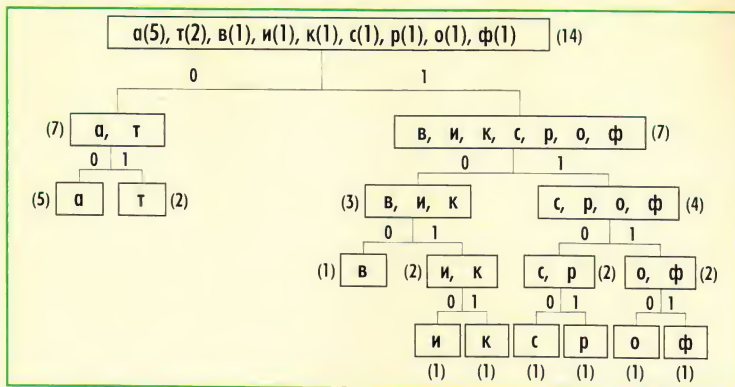 а(5), т(2), в(1), и(1), к(1), с(1), р(1), о(1), ф(1) (14)
0 1
(7) а, т в, и, к, с, р, о, ф (7)
0 1 0 1
(5) а т (2) (3) в, и, к с, р, о, ф (4)
0 1 0 1
(1) в (2) и, к с, р (2) о, ф (2)
0 1 0 1 0 1
и к с р о ф
(1) (1) (1) (1) (1) (1)